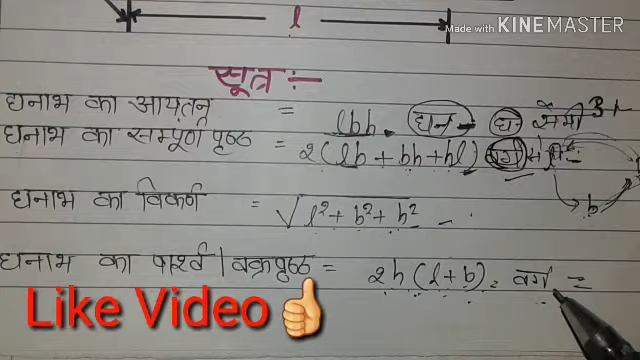 l
Made with KINEMASTER
सूत्र :-
घनाभ का आयतन = lbh. घन - घ सेमी 3
घनाभ का सम्पूर्ण पृष्ठ = 2(lb + bh + hl) वर्ग
b
घनाभ का विकर्ण = √l² + b² + h²
घनाभ का पार्श्व | वक्रपृष्ठ = 2h (l + b) = वर्ग =
Like Video